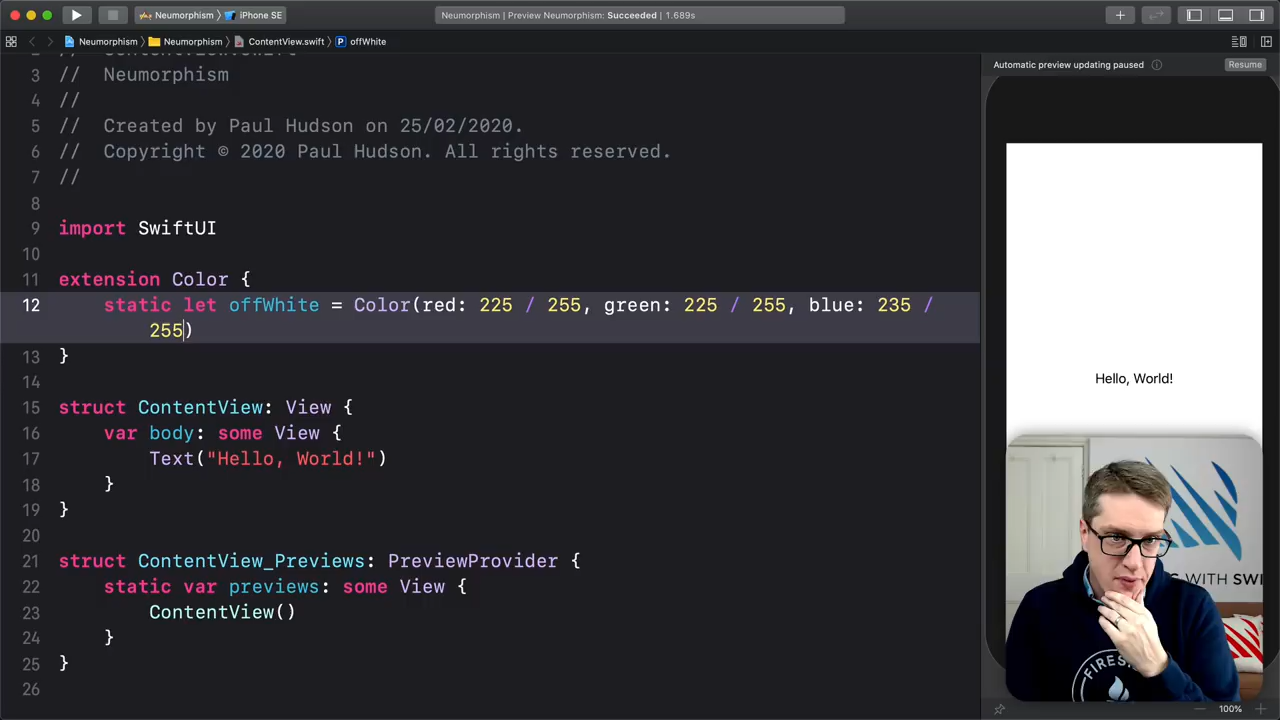 Neumorphism 〉 iPhone SE
Neumorphism | Preview Neumorphism: Succeeded | 1.689s
Neumorphism 〉 Neumorphism 〉 ContentView.swift 〉 P offWhite
Automatic preview updating paused
Resume
3 //  Neumorphism
4 //
5 //  Created by Paul Hudson on 25/02/2020.
6 //  Copyright © 2020 Paul Hudson. All rights reserved.
7 //
8
9 import SwiftUI
10
11 extension Color {
12     static let offWhite = Color(red: 225 / 255, green: 225 / 255, blue: 235 /
255)
13 }
14
15 struct ContentView: View {
16     var body: some View {
17         Text("Hello, World!")
18     }
19 }
20
21 struct ContentView_Previews: PreviewProvider {
22     static var previews: some View {
23         ContentView()
24     }
25 }
26
Hello, World!
WITH SWI
FIRES
100%